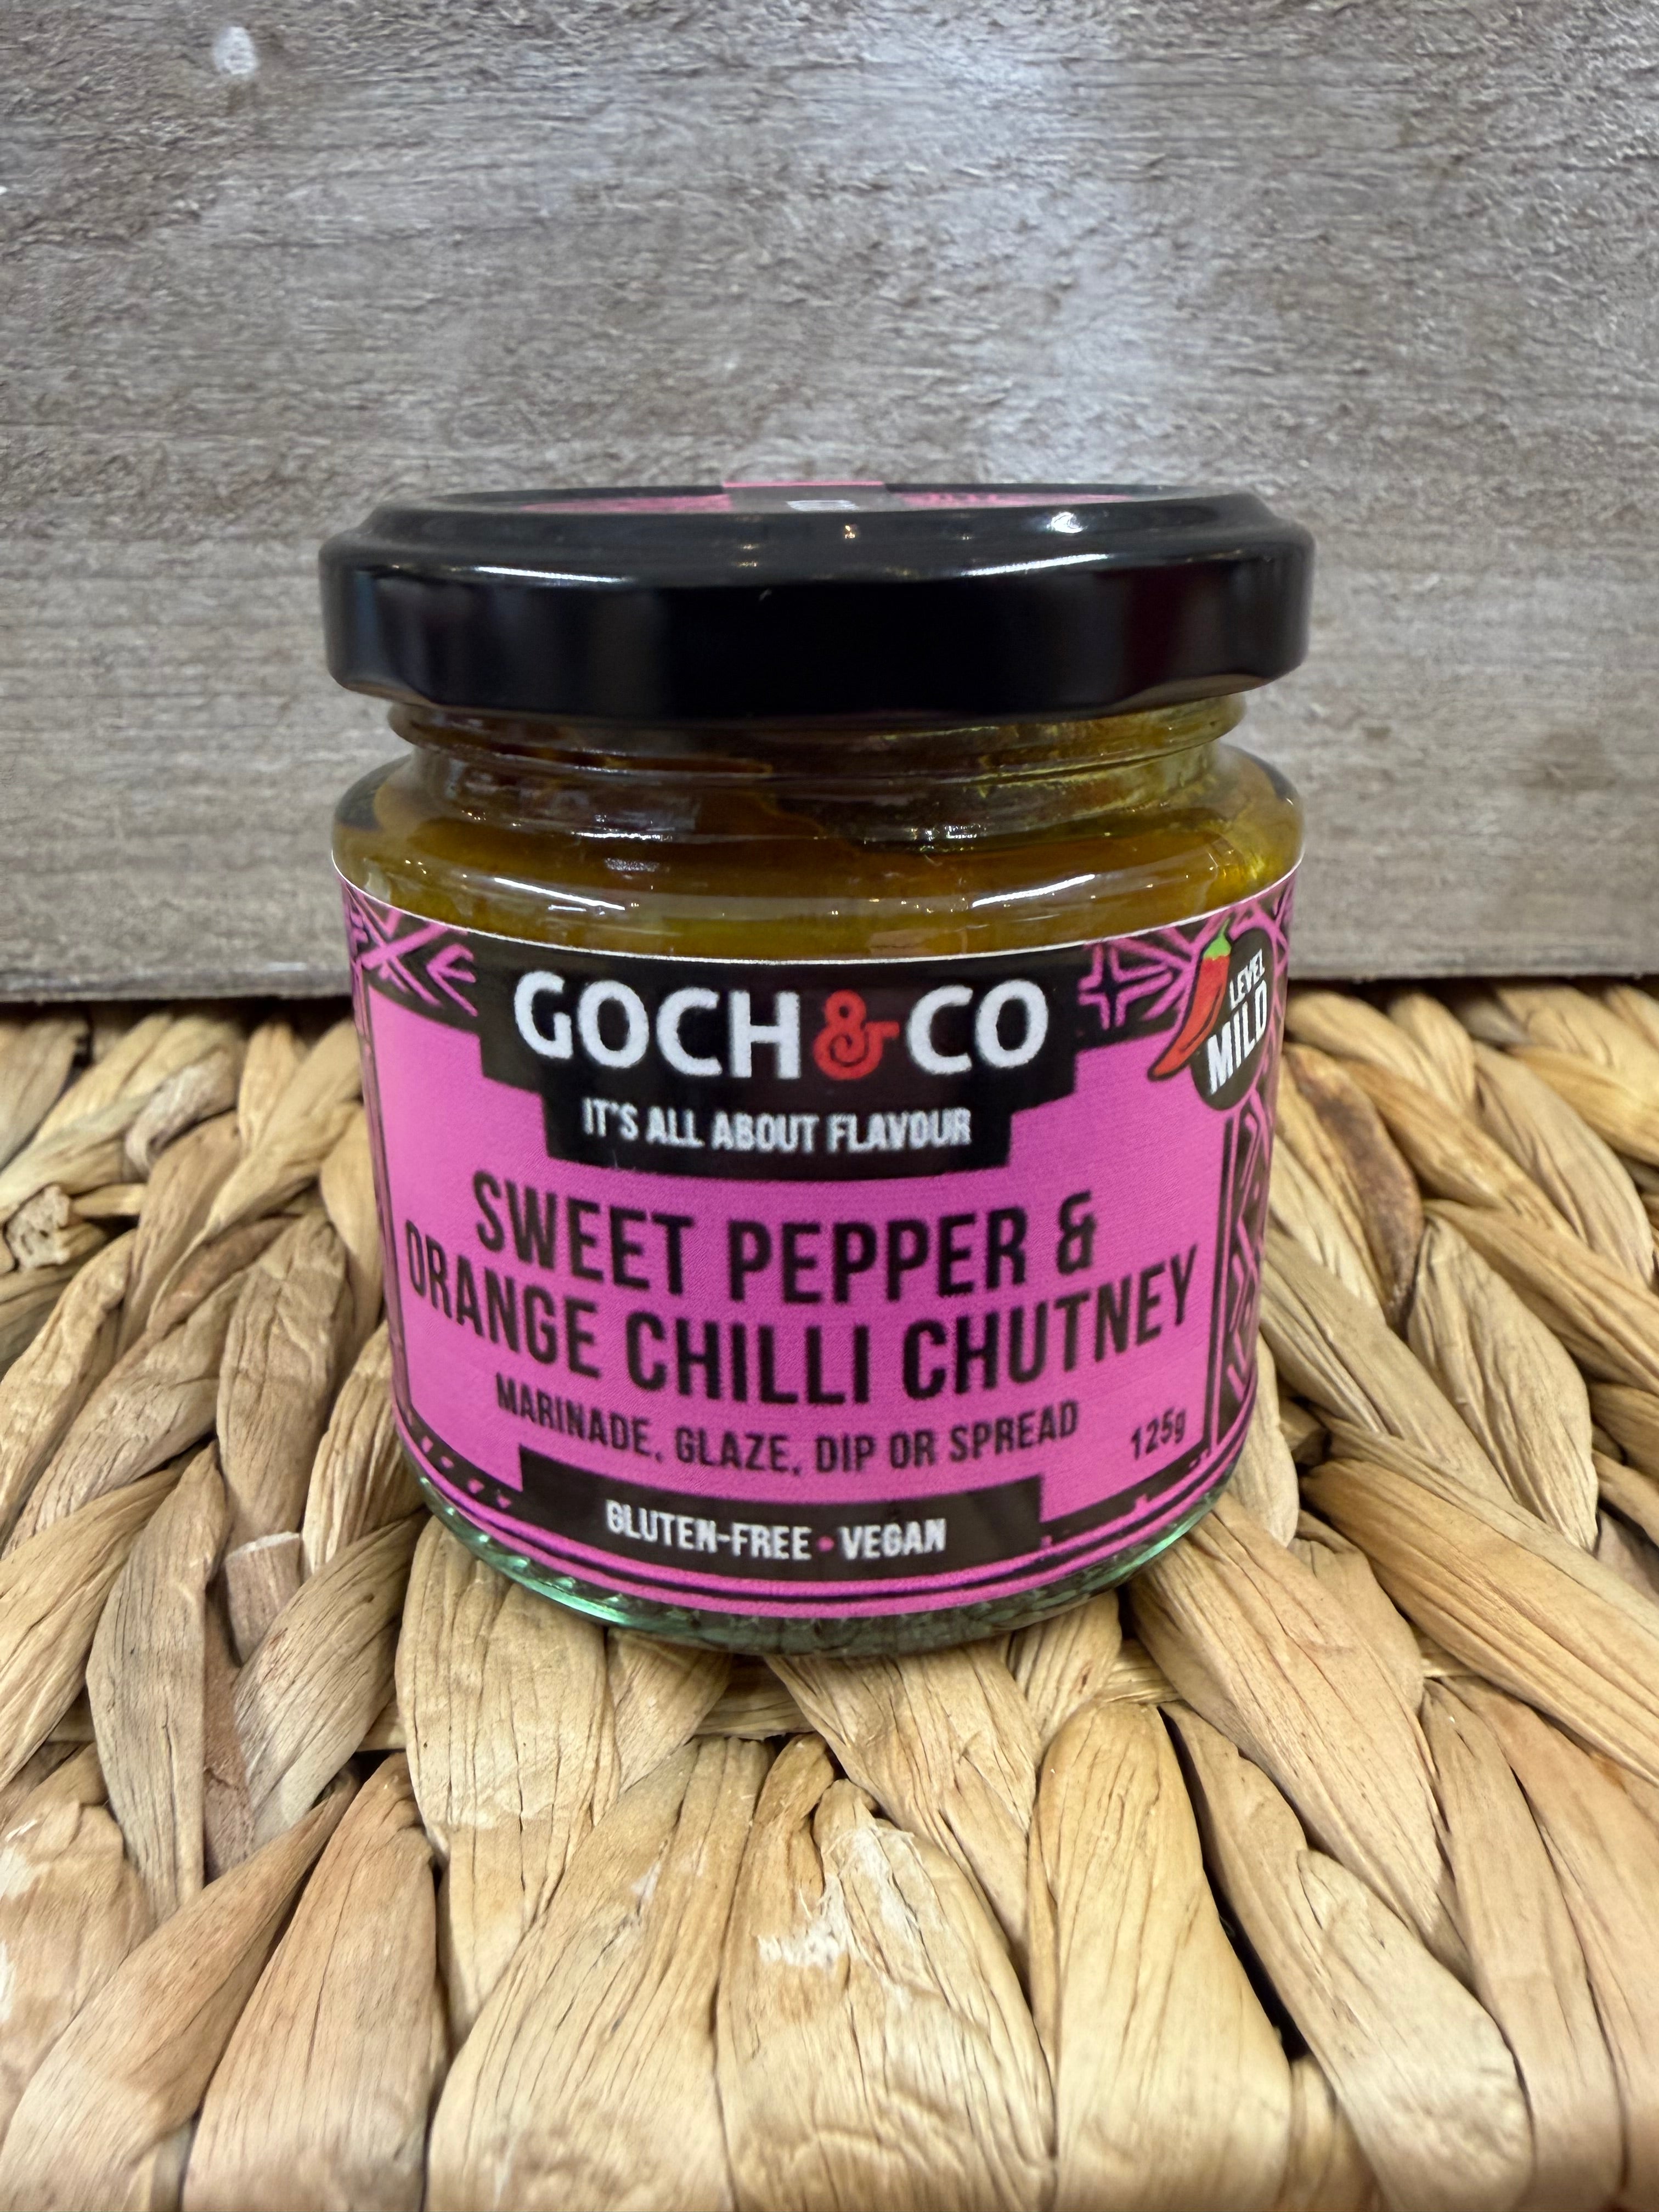 GOCH&CO
IT'S ALL ABOUT FLAVOUR
LEVEL
MILD
SWEET PEPPER &
ORANGE CHILLI CHUTNEY
MARINADE, GLAZE, DIP OR SPREAD
125g
GLUTEN-FREE • VEGAN